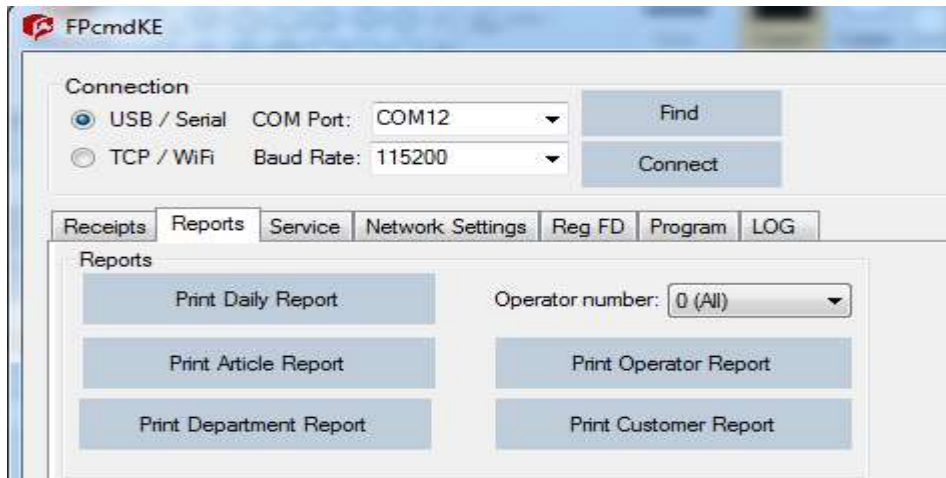 FPcmdKE
Connection
USB / Serial COM Port: COM12 Find
TCP / WiFi Baud Rate: 115200 Connect
Receipts Reports Service Network Settings Reg FD Program LOG
Reports
Print Daily Report Operator number: 0 (All)
Print Article Report Print Operator Report
Print Department Report Print Customer Report